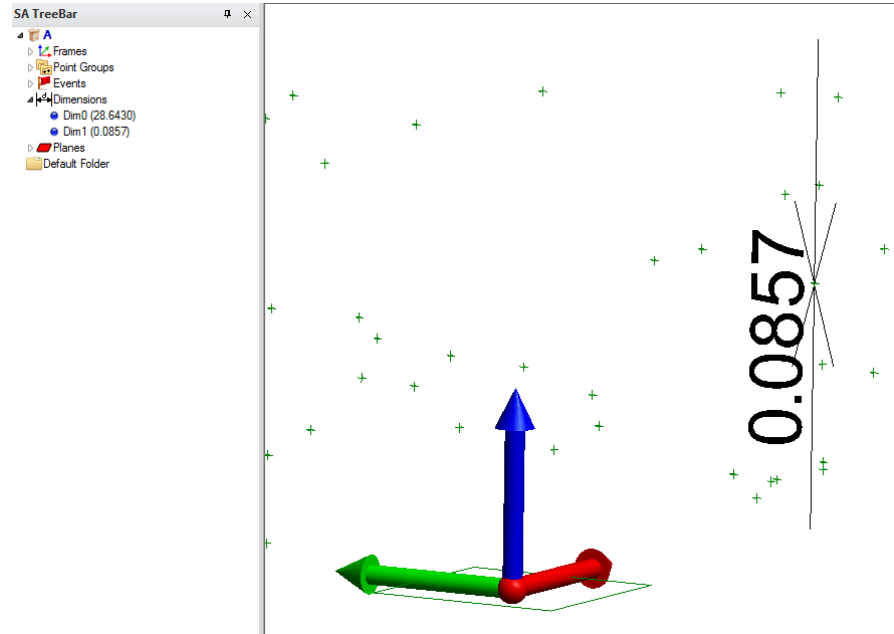 SA TreeBar
A
Frames
Point Groups
Events
Dimensions
Dim0 (28.6430)
Dim1 (0.0857)
Planes
Default Folder
0.0857